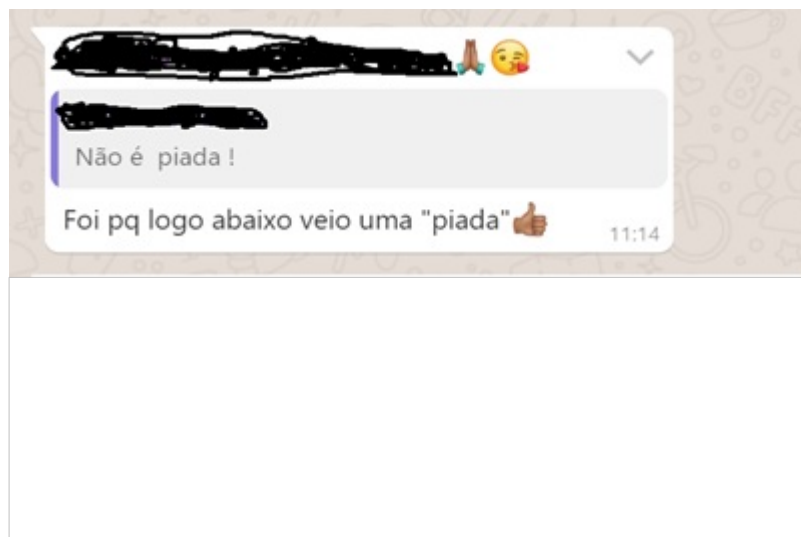 🙏🏽😘
Não é piada !
Foi pq logo abaixo veio uma "piada"👍🏽
11:14